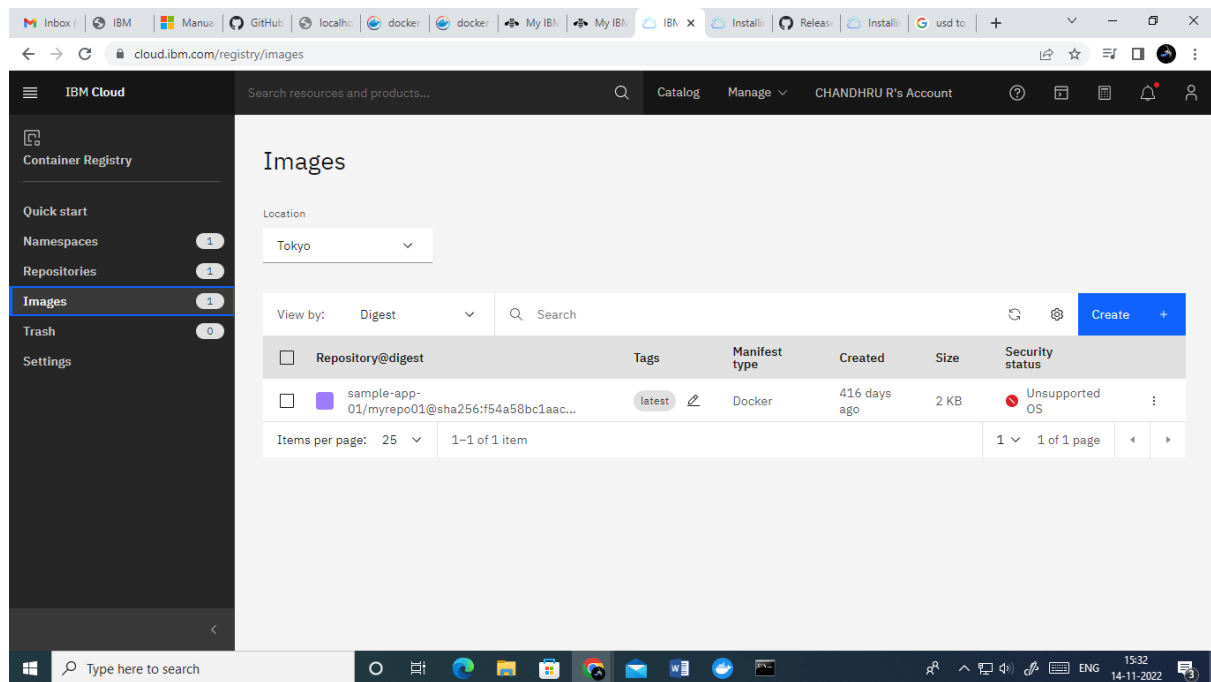 Inbox (
IBM
Manua
GitHub
localho
docker
docker
My IBM
My IBM
IBM
Installin
Release
Installin
usd to
cloud.ibm.com/registry/images
IBM Cloud
Search resources and products...
Catalog
Manage
CHANDHRU R's Account
Container Registry
Quick start
Namespaces 1
Repositories 1
Images 1
Trash 0
Settings
Images
Location
Tokyo
View by: Digest
Search
Create +
Repository@digest
Tags
Manifest
type
Created
Size
Security
status
sample-app-
01/myrepo01@sha256:f54a58bc1aac...
latest
Docker
416 days
ago
2 KB
Unsupported
OS
Items per page: 25
1–1 of 1 item
1
1 of 1 page
Type here to search
ENG
15:32
14-11-2022
3